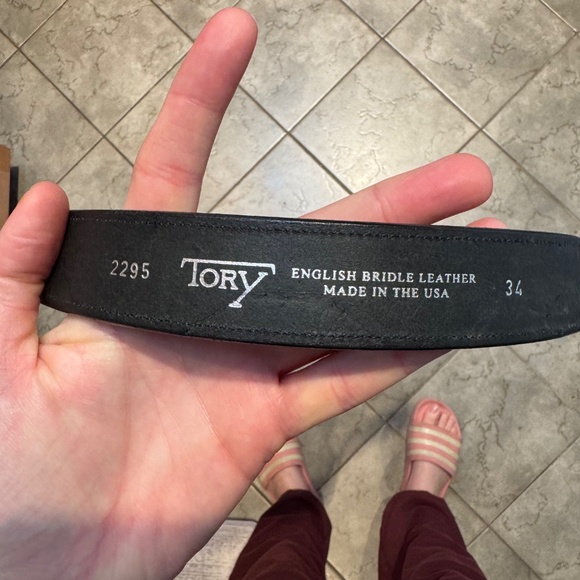 2295
TORY
ENGLISH BRIDLE LEATHER
MADE IN THE USA
34